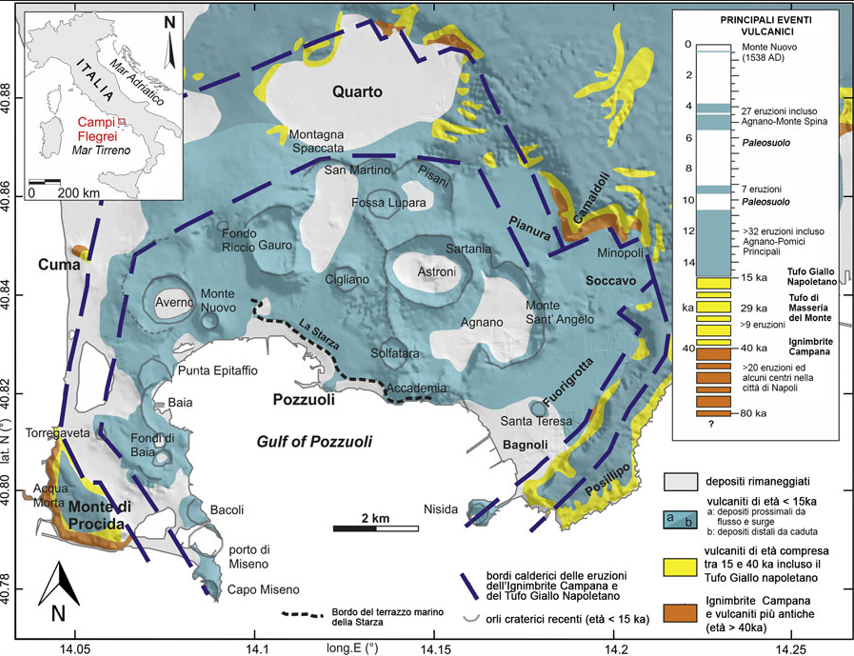 N
ITALIA
Mar Adriatico
Campi
Flegrei
Mar Tirreno
0 200 km
40.88
40.86
40.84
40.82
40.80
40.78
lat. N (°)
14.05
14.1
14.15
14.2
14.25
long.E (°)
Quarto
Montagna
Spaccata
San Martino
Pisani
Fossa Lupara
Camaldoli
Pianura
Minopoli
Fondo
Riccio
Gauro
Sartania
Astroni
Soccavo
Cuma
Cigliano
Averno
Monte
Nuovo
Agnano
Monte
Sant' Angelo
La Starza
Solfatara
Punta Epitaffio
Accademia
Fuorigrotta
Pozzuoli
Baia
Santa Teresa
Torregaveta
Fondi di
Baia
Gulf of Pozzuoli
Bagnoli
Posillipo
Acqua
Morta
Monte di
Procida
Bacoli
Nisida
2 km
porto di
Miseno
Capo Miseno
N
PRINCIPALI EVENTI
VULCANICI
0
2
4
6
8
10
12
14
ka
40
Monte Nuovo
(1538 AD)
27 eruzioni incluso
Agnano-Monte Spina
Paleosuolo
7 eruzioni
Paleosuolo
>32 eruzioni incluso
Agnano-Pomici
Principali
15 ka
Tufo Giallo
Napoletano
29 ka
Tufo di
Masseria
del Monte
>9 eruzioni
Ignimbrite
Campana
40 ka
>20 eruzioni ed
alcuni centri nella
città di Napoli
80 ka
?
depositi rimaneggiati
vulcaniti di età < 15ka
a b
a: depositi prossimali da
flusso e surge
b: depositi distali da caduta
vulcaniti di età compresa
tra 15 e 40 ka incluso il
Tufo Giallo napoletano
Ignimbrite Campana
e vulcaniti più antiche
(età > 40ka)
bordi calderici delle eruzioni
dell'Ignimbrite Campana e
del Tufo Giallo Napoletano
Bordo del terrazzo marino
della Starza
orli craterici recenti (età < 15 ka)